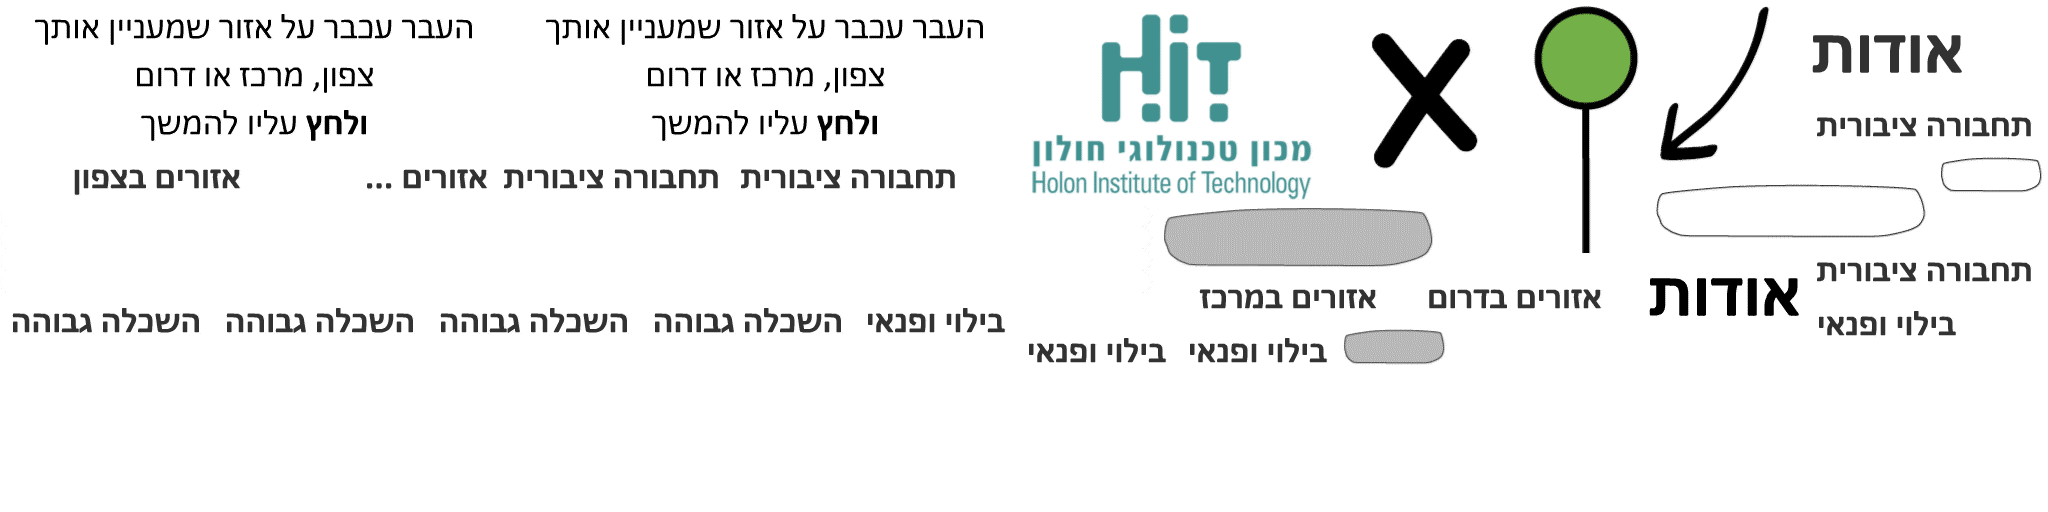 העבר עכבר על אזור שמעניין אותך
צפון, מרכז או דרום
ולחץ עליו להמשך
העבר עכבר על אזור שמעניין אותך
צפון, מרכז או דרום
ולחץ עליו להמשך
HiT
מכון טכנולוגי חולון
Holon Institute of Technology
אודות
תחבורה ציבורית
תחבורה ציבורית
תחבורה ציבורית
אזורים ...
אזורים בצפון
תחבורה ציבורית
אודות
אזורים בדרום
אזורים במרכז
בילוי ופנאי
בילוי ופנאי
השכלה גבוהה
השכלה גבוהה
השכלה גבוהה
השכלה גבוהה
בילוי ופנאי
בילוי ופנאי